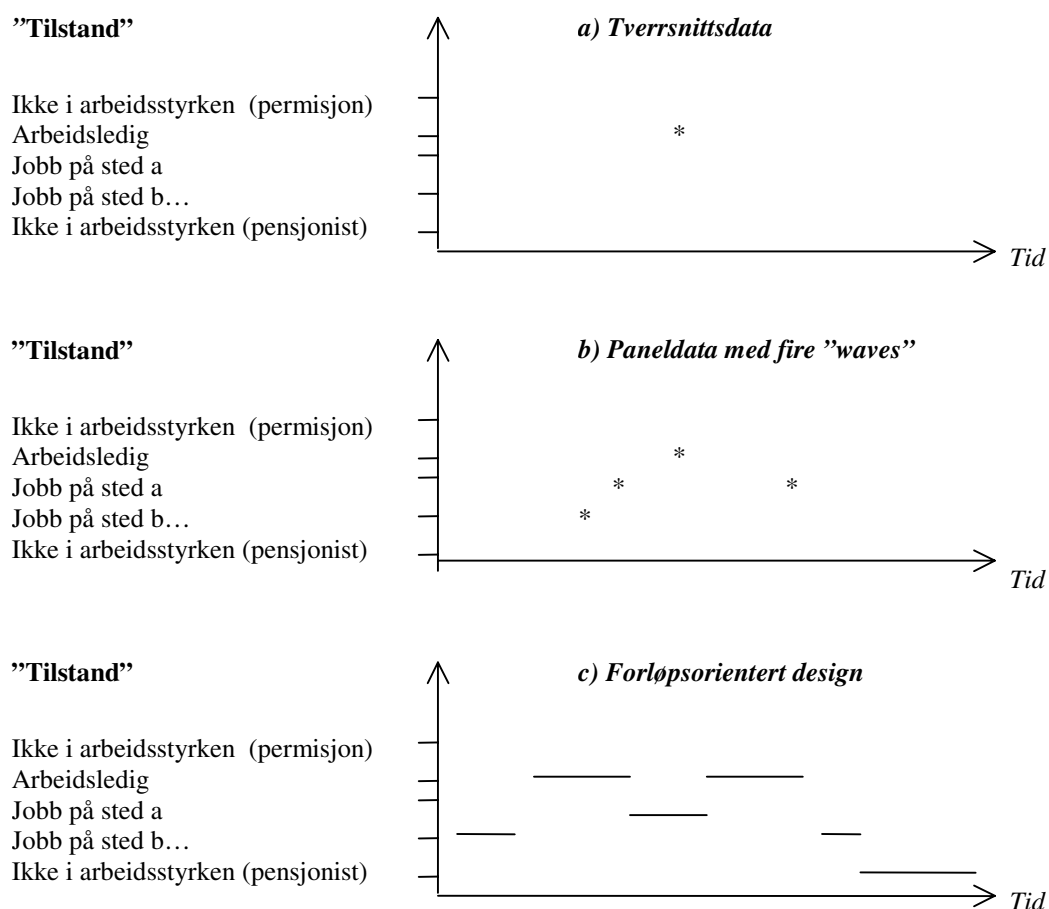 ”Tilstand”
a) Tverrsnittsdata
Ikke i arbeidsstyrken (permisjon)
Arbeidsledig
*
Jobb på sted a
Jobb på sted b…
Ikke i arbeidsstyrken (pensjonist)
Tid
”Tilstand”
b) Paneldata med fire ”waves”
Ikke i arbeidsstyrken (permisjon)
Arbeidsledig
*
Jobb på sted a
* *
Jobb på sted b…
*
Ikke i arbeidsstyrken (pensjonist)
Tid
”Tilstand”
c) Forløpsorientert design
Ikke i arbeidsstyrken (permisjon)
Arbeidsledig
Jobb på sted a
Jobb på sted b…
Ikke i arbeidsstyrken (pensjonist)
Tid